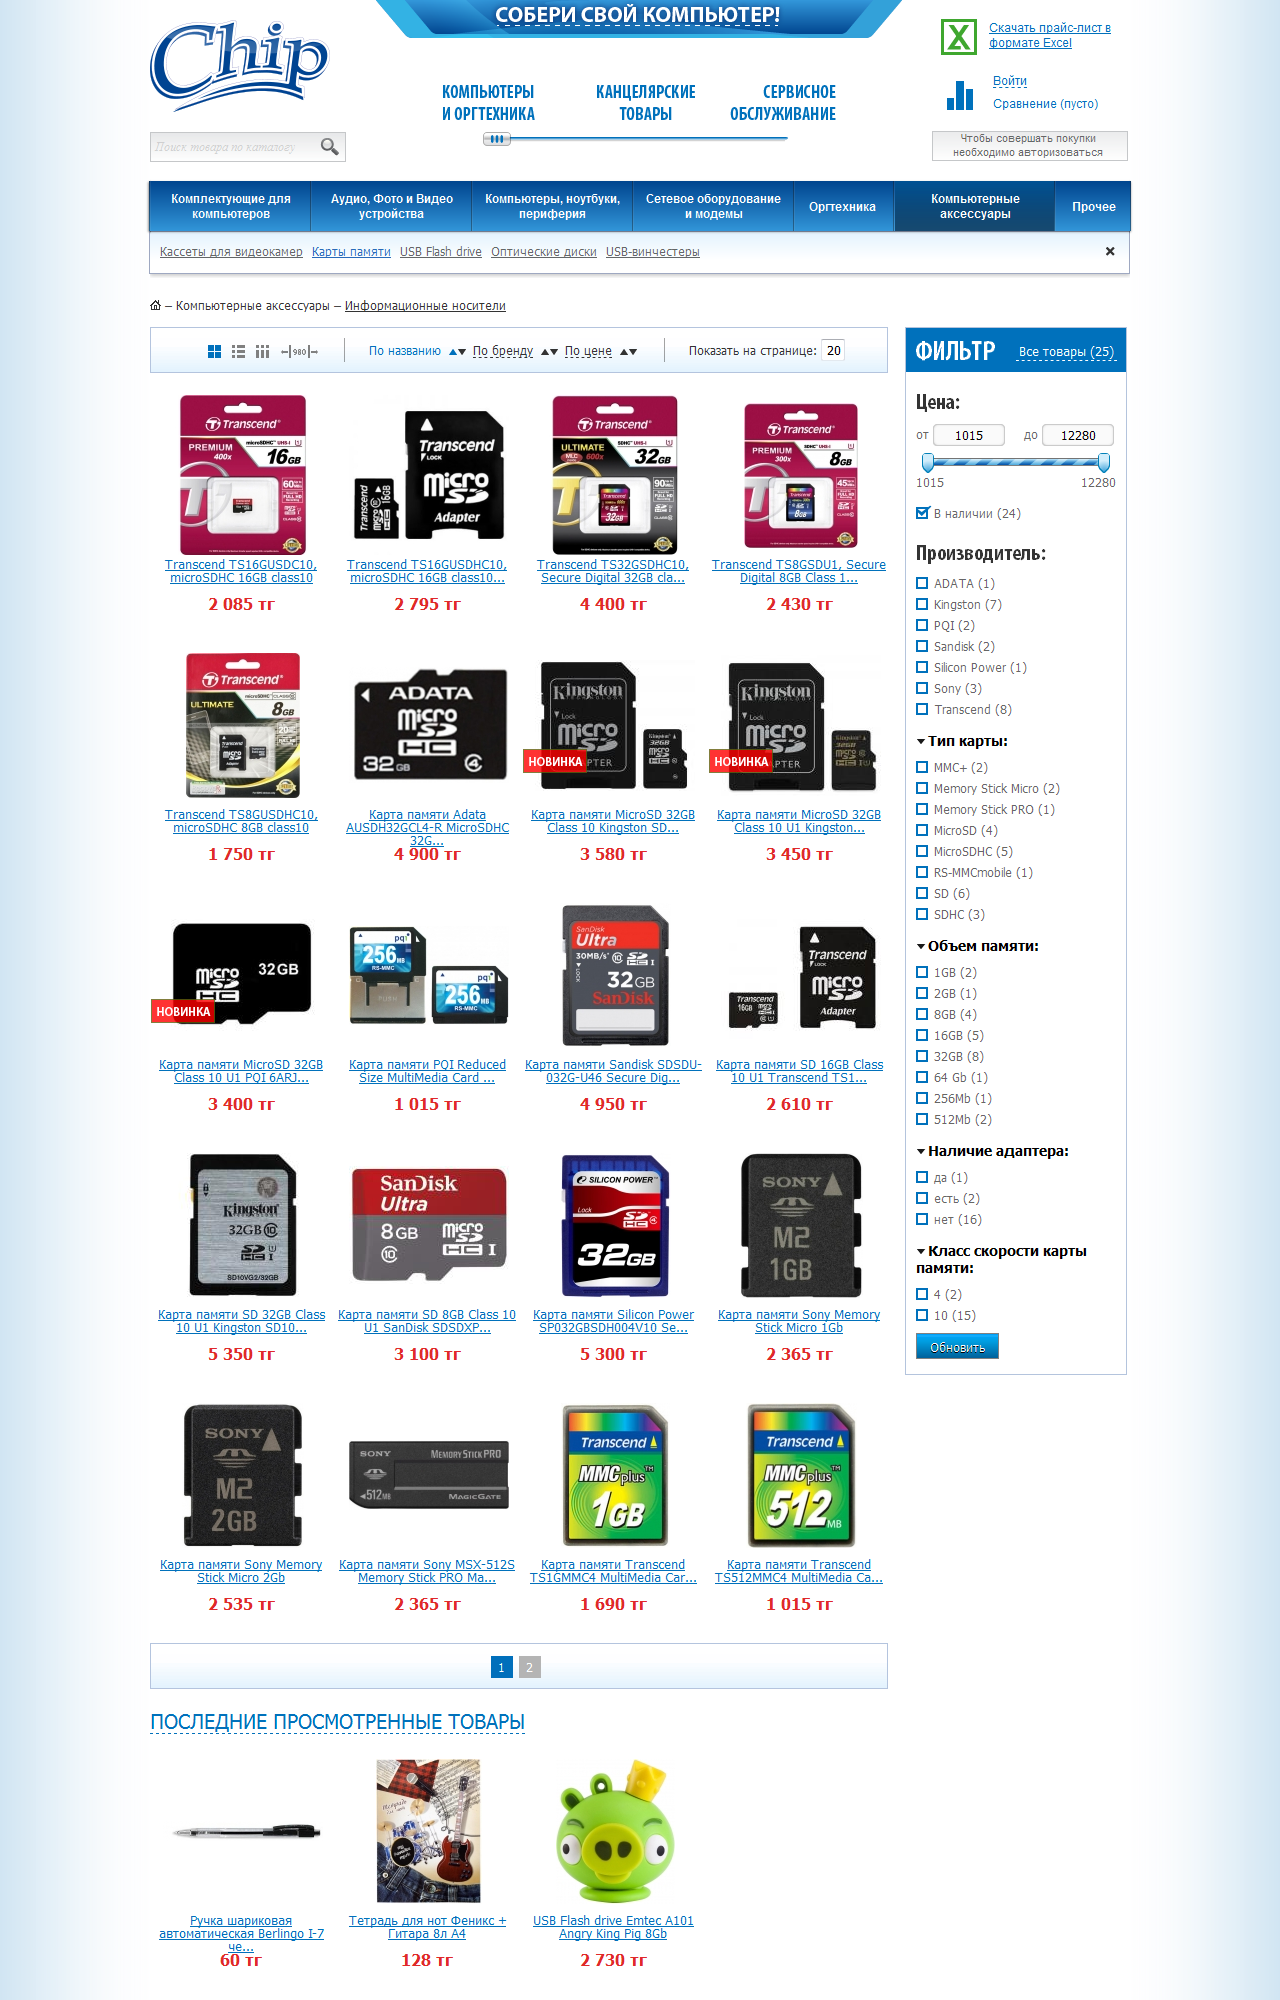 СОБЕРИ СВОЙ КОМПЬЮТЕР!
Chip
Скачать прайс-лист в
формате Excel
КОМПЬЮТЕРЫ
И ОРГТЕХНИКА
КАНЦЕЛЯРСКИЕ
ТОВАРЫ
СЕРВИСНОЕ
ОБСЛУЖИВАНИЕ
Войти
Сравнение (пусто)
Поиск товара по каталогу
Чтобы совершать покупки
необходимо авторизоваться
Комплектующие для
компьютеров
Аудио, Фото и Видео
устройства
Компьютеры, ноутбуки,
периферия
Сетевое оборудование
и модемы
Оргтехника
Компьютерные
аксессуары
Прочее
Кассеты для видеокамер Карты памяти USB Flash drive Оптические диски USB-винчестеры
– Компьютерные аксессуары – Информационные носители
980 По названию По бренду По цене Показать на странице: 20
Transcend TS16GUSDC10,
microSDHC 16GB class10
2 085 тг
Transcend TS16GUSDHC10,
microSDHC 16GB class10...
2 795 тг
Transcend TS32GSDHC10,
Secure Digital 32GB cla...
4 400 тг
Transcend TS8GSDU1, Secure
Digital 8GB Class 1...
2 430 тг
НОВИНКА
НОВИНКА
Transcend TS8GUSDHC10,
microSDHC 8GB class10
1 750 тг
Карта памяти Adata
AUSDH32GCL4-R MicroSDHC
32G...
4 900 тг
Карта памяти MicroSD 32GB
Class 10 Kingston SD...
3 580 тг
Карта памяти MicroSD 32GB
Class 10 U1 Kingston...
3 450 тг
НОВИНКА
Карта памяти MicroSD 32GB
Class 10 U1 PQI 6ARJ...
3 400 тг
Карта памяти PQI Reduced
Size MultiMedia Card ...
1 015 тг
Карта памяти Sandisk SDSDU-
032G-U46 Secure Dig...
4 950 тг
Карта памяти SD 16GB Class
10 U1 Transcend TS1...
2 610 тг
Карта памяти SD 32GB Class
10 U1 Kingston SD10...
5 350 тг
Карта памяти SD 8GB Class 10
U1 SanDisk SDSDXP...
3 100 тг
Карта памяти Silicon Power
SP032GBSDH004V10 Se...
5 300 тг
Карта памяти Sony Memory
Stick Micro 1Gb
2 365 тг
Карта памяти Sony Memory
Stick Micro 2Gb
2 535 тг
Карта памяти Sony MSX-512S
Memory Stick PRO Ma...
2 365 тг
Карта памяти Transcend
TS1GMMC4 MultiMedia Car...
1 690 тг
Карта памяти Transcend
TS512MMC4 MultiMedia Ca...
1 015 тг
1 2
ФИЛЬТР Все товары (25)
Цена:
от 1015 до 12280
1015 12280
В наличии (24)
Производитель:
ADATA (1)
Kingston (7)
PQI (2)
Sandisk (2)
Silicon Power (1)
Sony (3)
Transcend (8)
Тип карты:
MMC+ (2)
Memory Stick Micro (2)
Memory Stick PRO (1)
MicroSD (4)
MicroSDHC (5)
RS-MMCmobile (1)
SD (6)
SDHC (3)
Объем памяти:
1GB (2)
2GB (1)
8GB (4)
16GB (5)
32GB (8)
64 Gb (1)
256Mb (1)
512Mb (2)
Наличие адаптера:
да (1)
есть (2)
нет (16)
Класс скорости карты
памяти:
4 (2)
10 (15)
Обновить
ПОСЛЕДНИЕ ПРОСМОТРЕННЫЕ ТОВАРЫ
Ручка шариковая
автоматическая Berlingo I-7
че...
60 тг
Тетрадь для нот Феникс +
Гитара 8л А4
128 тг
USB Flash drive Emtec A101
Angry King Pig 8Gb
2 730 тг